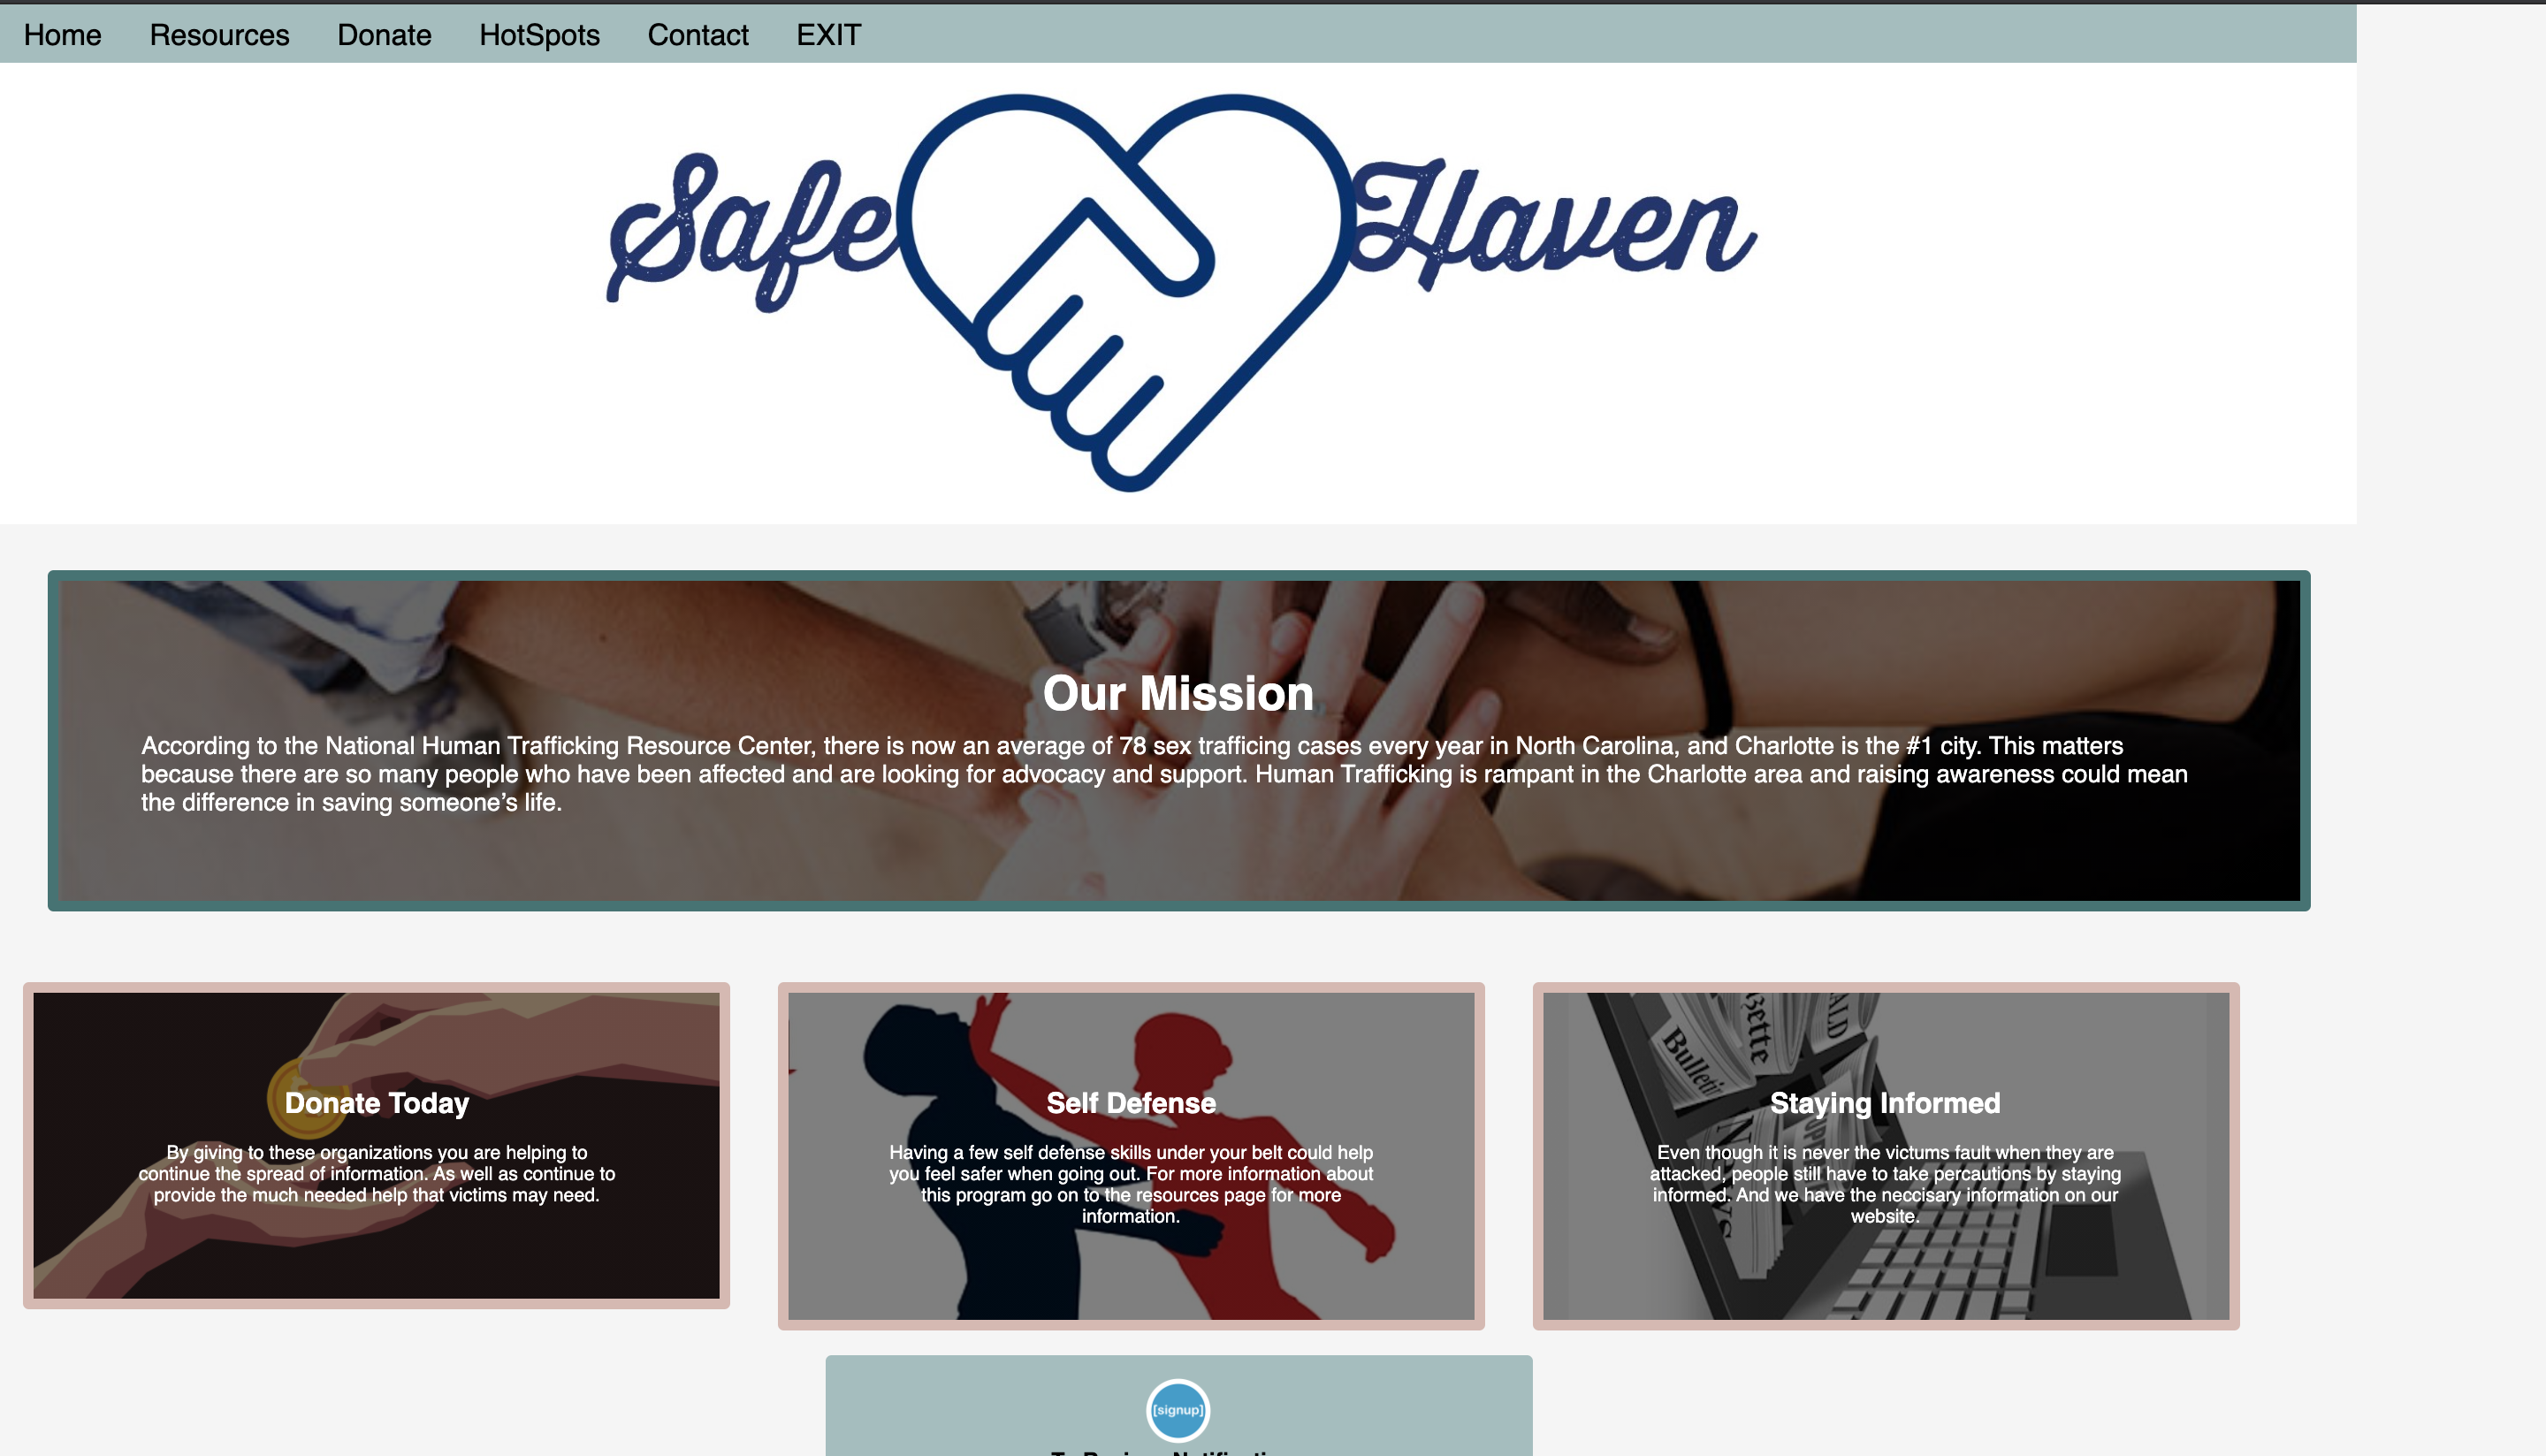 Home Resources Donate HotSpots Contact EXIT
Safe Haven
Our Mission
According to the National Human Trafficking Resource Center, there is now an average of 78 sex trafficing cases every year in North Carolina, and Charlotte is the #1 city. This matters
because there are so many people who have been affected and are looking for advocacy and support. Human Trafficking is rampant in the Charlotte area and raising awareness could mean
the difference in saving someone’s life.
Donate Today
By giving to these organizations you are helping to
continue the spread of information. As well as continue to
provide the much needed help that victims may need.
Self Defense
Having a few self defense skills under your belt could help
you feel safer when going out. For more information about
this program go on to the resources page for more
information.
Bulletin
zette
ALD
News
Staying Informed
Even though it is never the victums fault when they are
attacked, people still have to take percautions by staying
informed. And we have the neccisary information on our
website.
[signup]